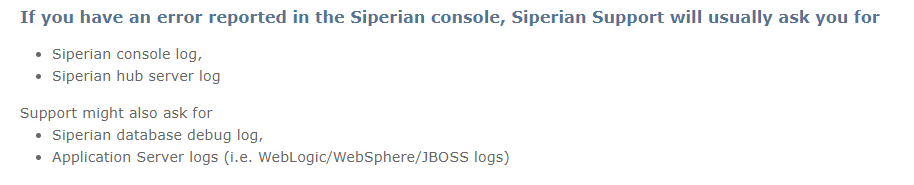 If you have an error reported in the Siperian console, Siperian Support will usually ask you for
• Siperian console log,
• Siperian hub server log
Support might also ask for
• Siperian database debug log,
• Application Server logs (i.e. WebLogic/WebSphere/JBOSS logs)